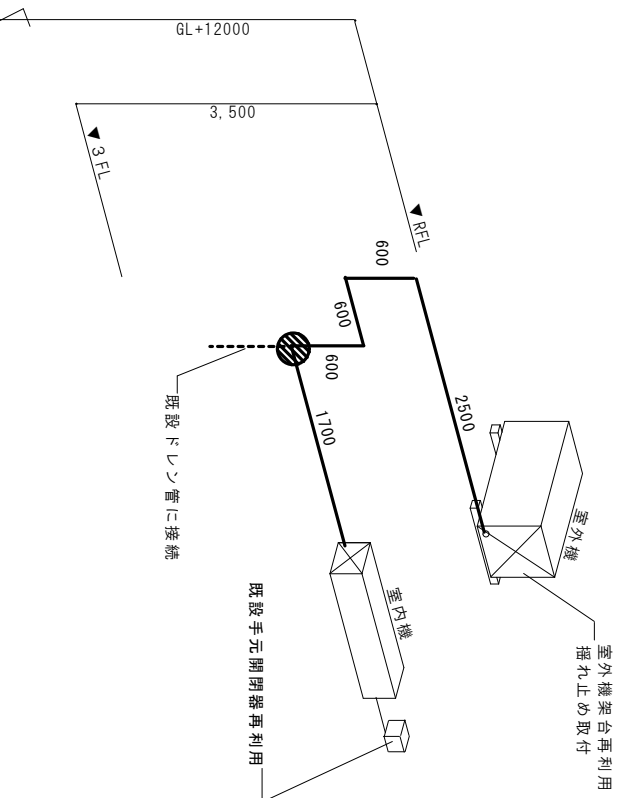 GL+12000
3,500
▼3FL
▼RFL
600
600
600
2500
1700
既設ドレン管に接続
室外機
室外機架台再利用
揺れ止め取付
室内機
既設手元開閉器再利用